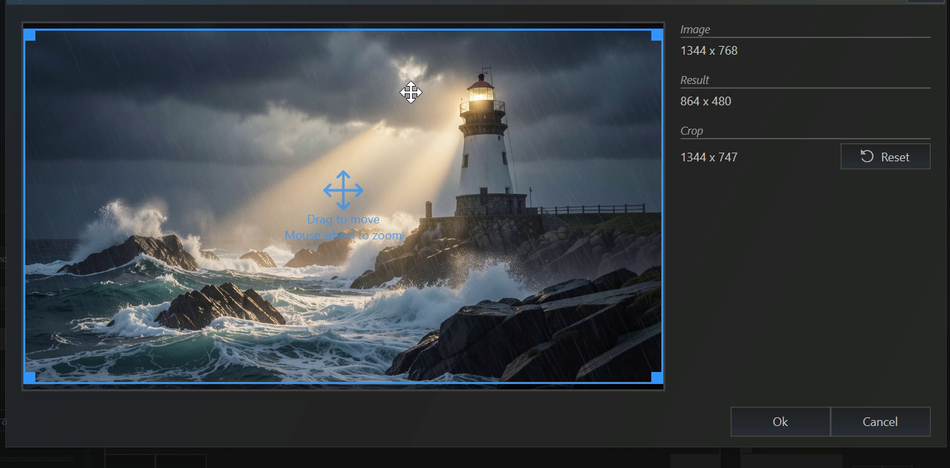 Image
1344 x 768
Result
864 x 480
Crop
1344 x 747
Reset
Drag to move
Mouse wheel to zoom
Ok
Cancel